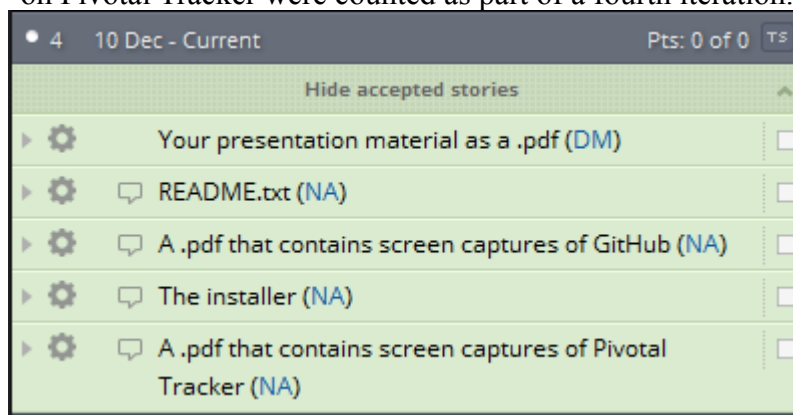 on Pivotal Tracker were counted as part of a fourth iteration.
4 10 Dec - Current Pts: 0 of 0 TS
Hide accepted stories
Your presentation material as a .pdf (DM)
README.txt (NA)
A .pdf that contains screen captures of GitHub (NA)
The installer (NA)
A .pdf that contains screen captures of Pivotal
Tracker (NA)